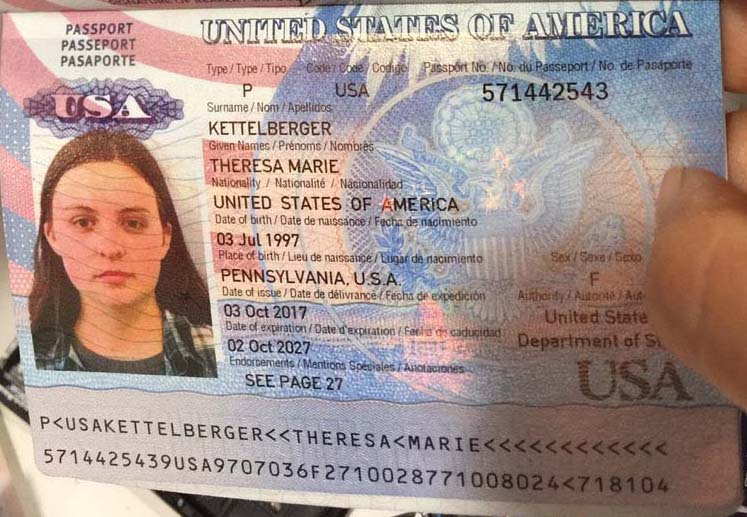 PASSPORT
PASSEPORT
PASAPORTE
UNITED STATES OF AMERICA
Type / Type / Tipo Code / Code / Codigo Passport No. / No. du Passeport / No. de Pasaporte
P USA 571442543
USA
Surname / Nom / Apellidos
KETTELBERGER
Given Names / Prénoms / Nombres
THERESA MARIE
Nationality / Nationalité / Nacionalidad
UNITED STATES OF AMERICA
Date of birth / Date de naissance / Fecha de nacimiento
03 Jul 1997
Place of birth / Lieu de naissance / Lugar de nacimiento Sex / Sexe / Sexo
PENNSYLVANIA, U.S.A. F
Date of issue / Date de délivrance / Fecha de expedición Authority / Autorité / Aut
03 Oct 2017 United State
Date of expiration / Date d'expiration / Fecha de caducidad Department of S
02 Oct 2027
Endorsements / Mentions Spéciales / Anotaciones
SEE PAGE 27 USA
P<USAKETTELBERGER<<THERESA<MARIE<<<<<<<<<<<<
5714425439USA9707036F2710028771008024<718104